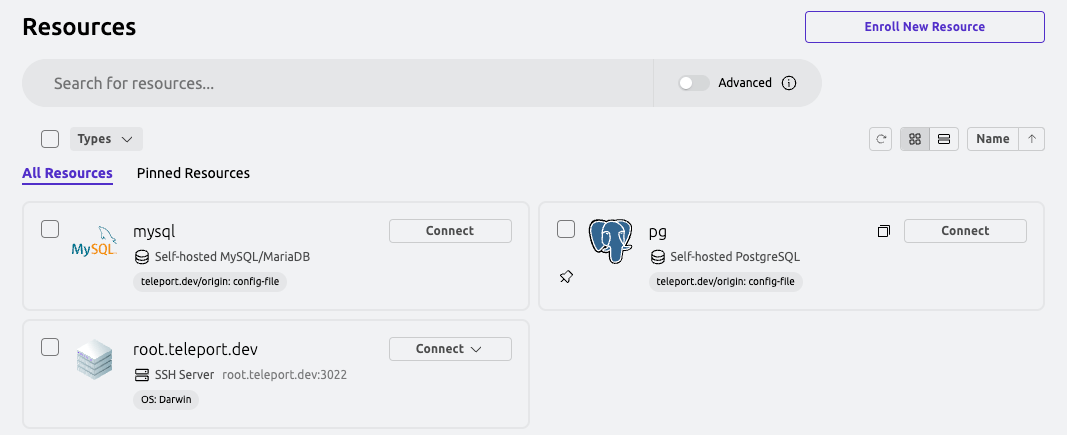 Resources
Enroll New Resource
Search for resources...
Advanced
Types
Name
All Resources
Pinned Resources
MySQL
mysql
Connect
Self-hosted MySQL/MariaDB
teleport.dev/origin: config-file
pg
Connect
Self-hosted PostgreSQL
teleport.dev/origin: config-file
root.teleport.dev
Connect
SSH Server root.teleport.dev:3022
OS: Darwin